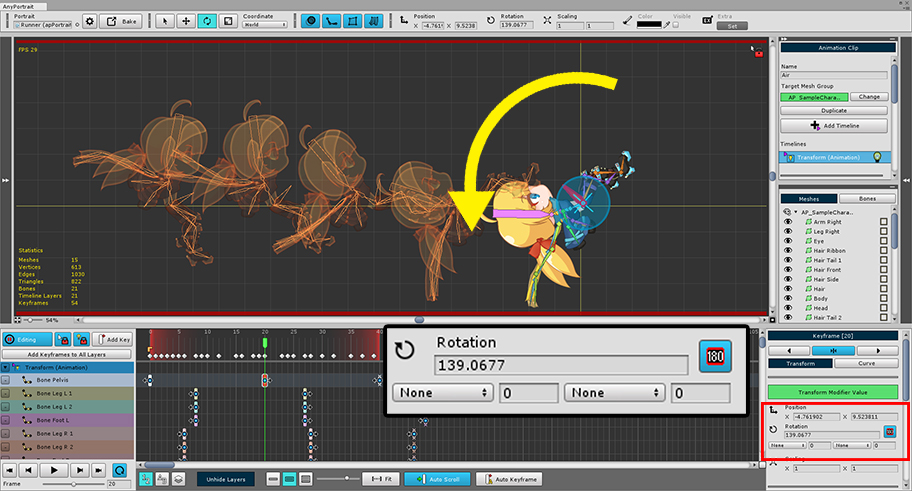 AnyPortrait
Portrait
Runner (apPortrait
Bake
Coordinate
World
Position
X -4.7619
Y 9.5238
Rotation
139.0677
Scaling
1
1
Color
Visible
Extra
Set
FPS 29
Statistics
Meshes 15
Vertices 613
Edges 1030
Triangles 822
Bones 21
Timeline Layers 21
Keyframes 54
54%
Animation Clip
Name
Air
Target Mesh Group
AP_SampleChara..
Change
Duplicate
Add Timeline
Timelines
Transform (Animation)
Meshes
Bones
AP_SampleChara..
Arm Right
Leg Right
Eye
Hair Ribbon
Hair Tail 1
Hair Front
Hair Side
Hair
Body
Head
Hair Tail 2
Editing
Add Key
Add Keyframes to All Layers
Transform (Animation)
Bone Pelvis
Bone Leg L 1
Bone Leg L 2
Bone Foot L
Bone Leg R 1
Bone Leg R 2
Frame
20
0 5 10 15 20 25 30 35 40
Rotation
139.0677
180
None 0 None 0
Unhide Layers
Fit
Auto Scroll
Auto Keyframe
Keyframe [20]
Transform
Curve
Transform Modifier Value
Position
X -4.761902
Y 9.523811
Rotation
139.0677
None 0 None 0
X 1
Y 1